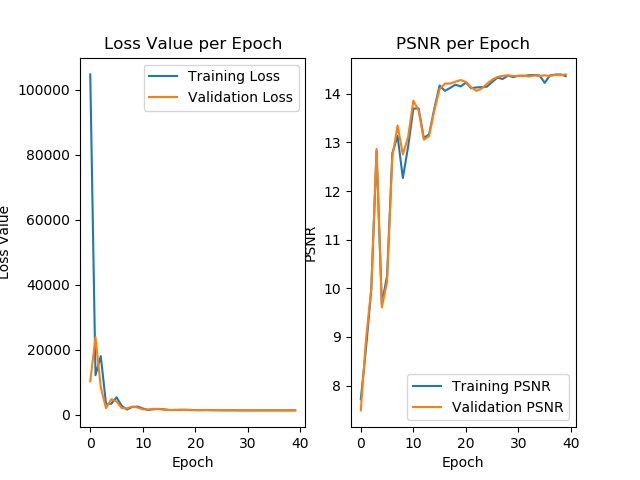 Loss Value per Epoch
Training Loss
Validation Loss
100000
80000
60000
40000
20000
0
Loss Value
0 10 20 30 40
Epoch
PSNR per Epoch
14
13
12
11
10
9
8
PSNR
Training PSNR
Validation PSNR
0 10 20 30 40
Epoch